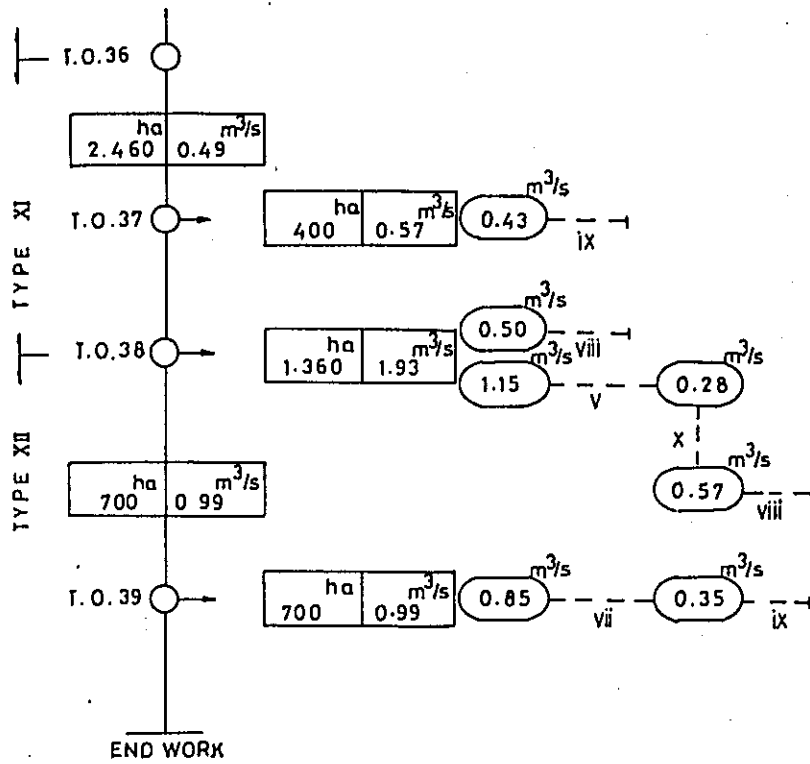 T.O.36
ha m³/s
2.460 0.49
TYPE XI
T.O.37
ha m³/s
400 0.57
m³/s
0.43
ix
T.O.38
ha m³/s
1.360 1.93
m³/s
0.50
viii
m³/s
1.15
v
m³/s
0.28
x
m³/s
0.57
viii
TYPE XII
ha m³/s
700 0 99
T.O.39
ha m³/s
700 0.99
m³/s
0.85
vii
m³/s
0.35
ix
END WORK